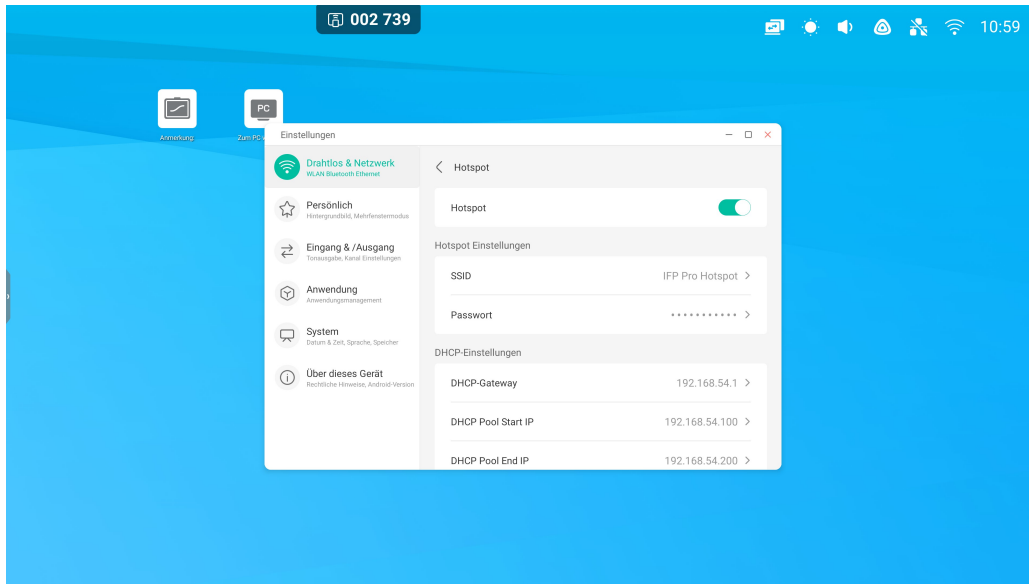 002 739
10:59
PC
Anmerkung
Zum PC
Einstellungen
Drahtlos & Netzwerk
WLAN Bluetooth Ethernet
Persönlich
Hintergrundbild, Mehrfenstermodus
Eingang & /Ausgang
Tonausgabe, Kanal Einstellungen
Anwendung
Anwendungsmanagement
System
Datum & Zeit, Sprache, Speicher
Über dieses Gerät
Rechtliche Hinweise, Android-Version
Hotspot
Hotspot
Hotspot Einstellungen
SSID IFP Pro Hotspot
Passwort ...........
DHCP-Einstellungen
DHCP-Gateway 192.168.54.1
DHCP Pool Start IP 192.168.54.100
DHCP Pool End IP 192.168.54.200